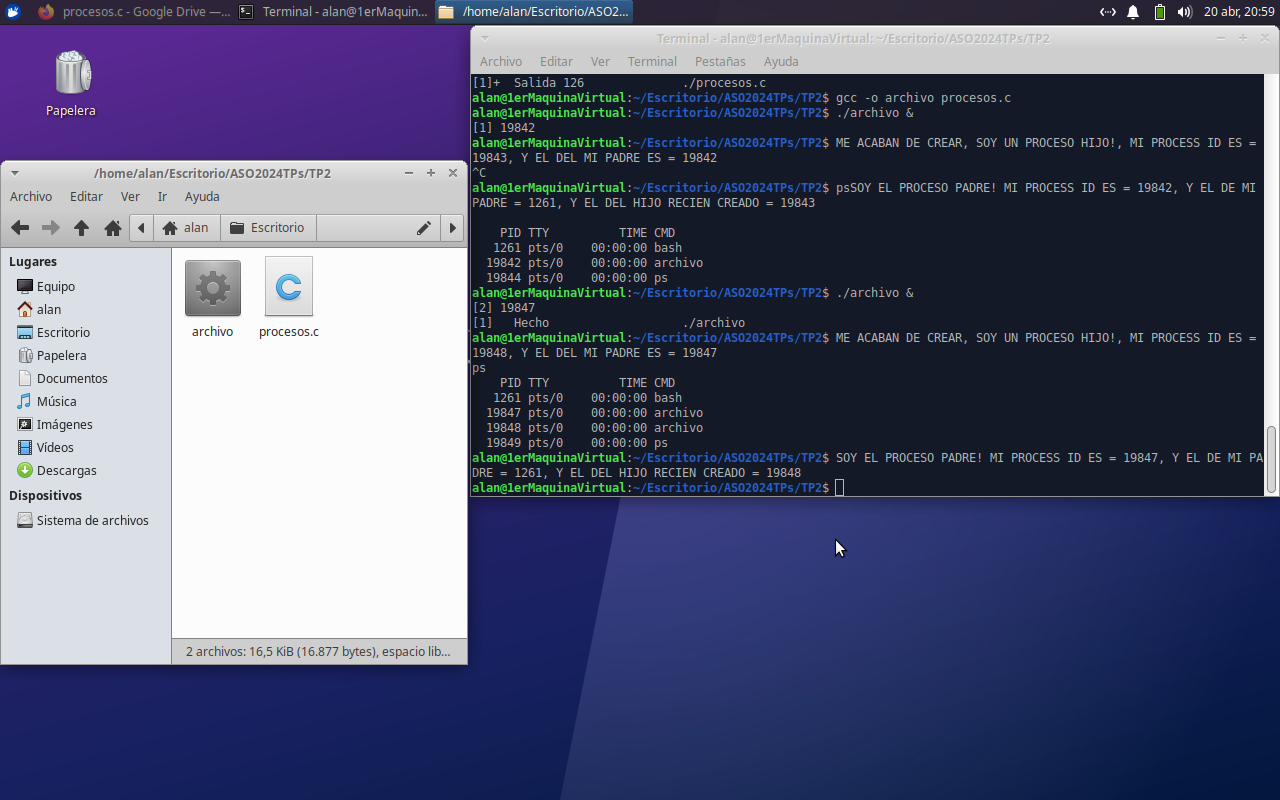 procesos.c - Google Drive —...
Terminal - alan@1erMaquin...
/home/alan/Escritorio/ASO2...
20 abr, 20:59
Papelera
/home/alan/Escritorio/ASO2024TPs/TP2
Archivo Editar Ver Ir Ayuda
alan Escritorio
Lugares
Equipo
alan
Escritorio
Papelera
Documentos
Música
Imágenes
Vídeos
Descargas
Dispositivos
Sistema de archivos
archivo
procesos.c
2 archivos: 16,5 KiB (16.877 bytes), espacio lib...
Terminal - alan@1erMaquinaVirtual: ~/Escritorio/ASO2024TPs/TP2
Archivo Editar Ver Terminal Pestañas Ayuda
[1]+  Salida 126              ./procesos.c
alan@1erMaquinaVirtual:~/Escritorio/ASO2024TPs/TP2$ gcc -o archivo procesos.c
alan@1erMaquinaVirtual:~/Escritorio/ASO2024TPs/TP2$ ./archivo &
[1] 19842
alan@1erMaquinaVirtual:~/Escritorio/ASO2024TPs/TP2$ ME ACABAN DE CREAR, SOY UN PROCESO HIJO!, MI PROCESS ID ES =
19843, Y EL DEL MI PADRE ES = 19842
^C
alan@1erMaquinaVirtual:~/Escritorio/ASO2024TPs/TP2$ psSOY EL PROCESO PADRE! MI PROCESS ID ES = 19842, Y EL DE MI
PADRE = 1261, Y EL DEL HIJO RECIEN CREADO = 19843
PID TTY          TIME CMD
1261 pts/0    00:00:00 bash
19842 pts/0    00:00:00 archivo
19844 pts/0    00:00:00 ps
alan@1erMaquinaVirtual:~/Escritorio/ASO2024TPs/TP2$ ./archivo &
[2] 19847
[1]   Hecho                   ./archivo
alan@1erMaquinaVirtual:~/Escritorio/ASO2024TPs/TP2$ ME ACABAN DE CREAR, SOY UN PROCESO HIJO!, MI PROCESS ID ES =
19848, Y EL DEL MI PADRE ES = 19847
ps
PID TTY          TIME CMD
1261 pts/0    00:00:00 bash
19847 pts/0    00:00:00 archivo
19848 pts/0    00:00:00 archivo
19849 pts/0    00:00:00 ps
alan@1erMaquinaVirtual:~/Escritorio/ASO2024TPs/TP2$ SOY EL PROCESO PADRE! MI PROCESS ID ES = 19847, Y EL DE MI PA
DRE = 1261, Y EL DEL HIJO RECIEN CREADO = 19848
alan@1erMaquinaVirtual:~/Escritorio/ASO2024TPs/TP2$